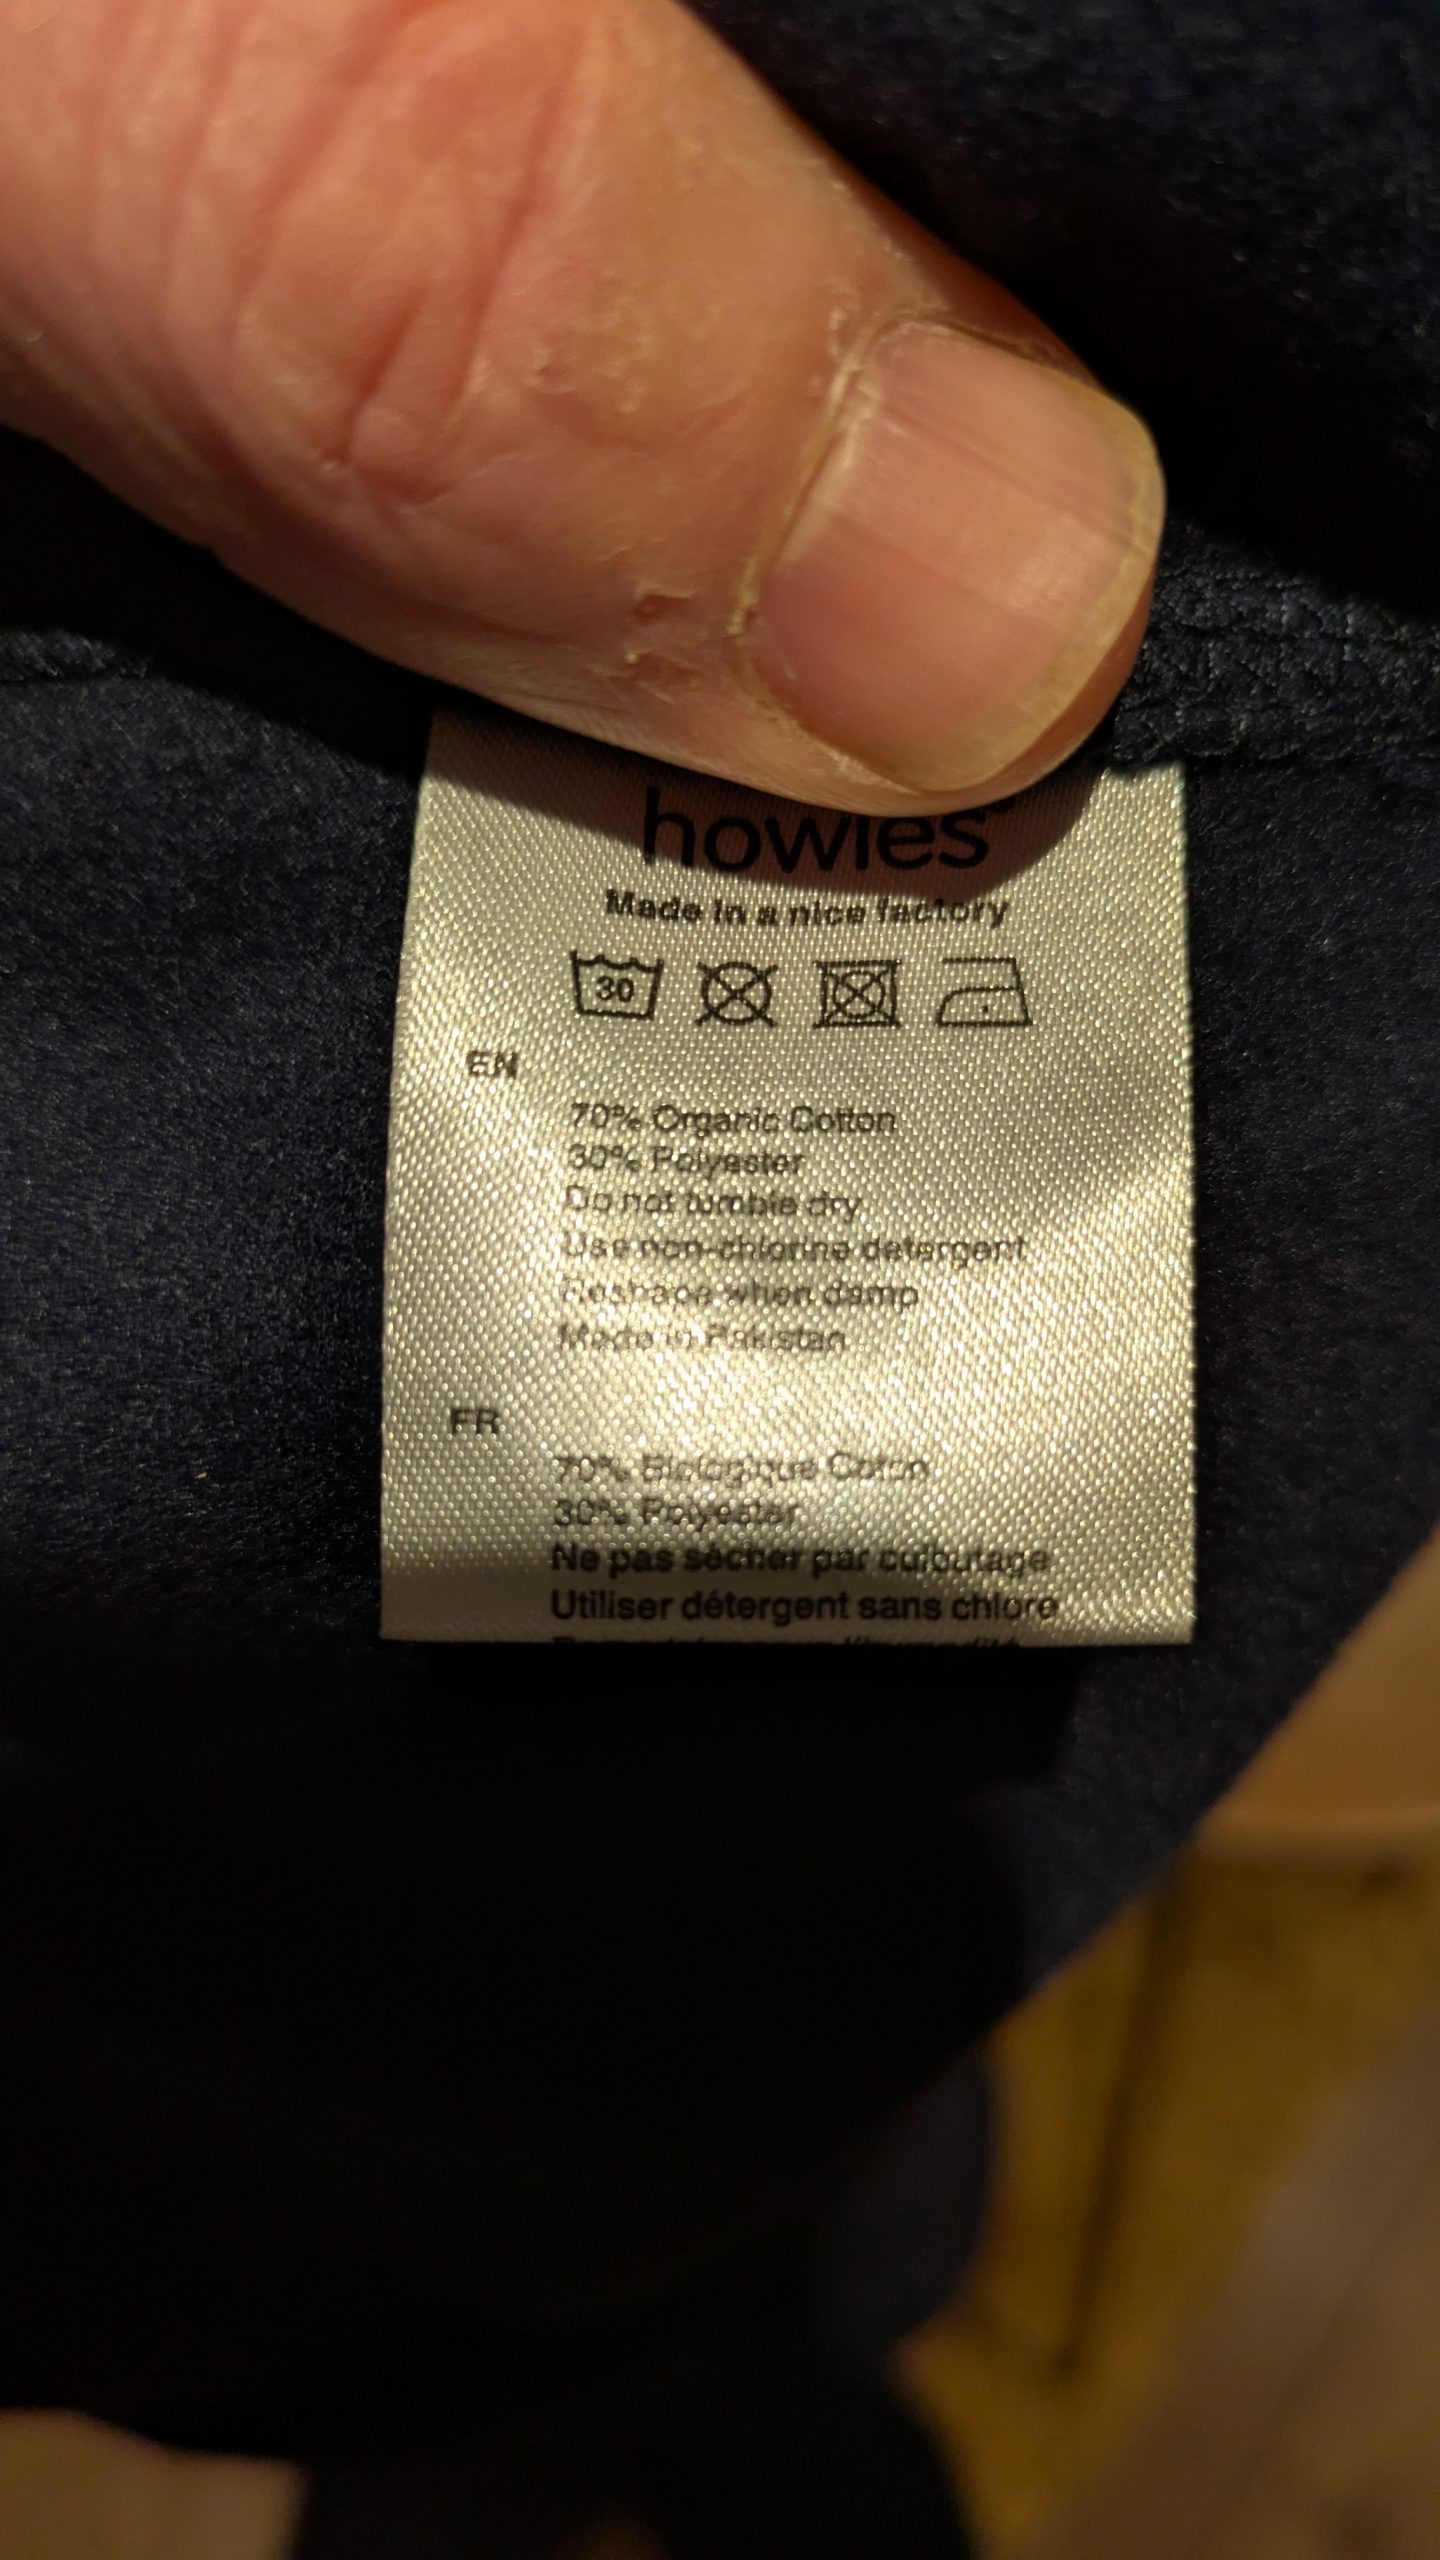 howies
Made in a nice factory
30
EN
70% Organic Cotton
30% Polyester
Do not tumble dry
Use non-chlorine detergent
Reshape when damp
Made in Pakistan
FR
70% Biologique Coton
30% Polyester
Ne pas sécher par culbutage
Utiliser détergent sans chlore